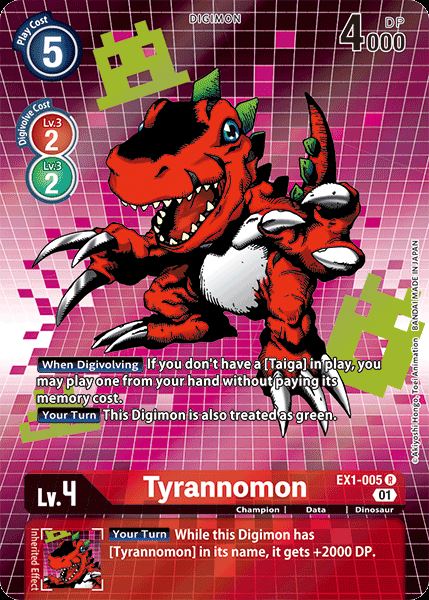 DIGIMON
Play Cost
5
DP
4000
Digivolve Cost
Lv.3
2
Lv.3
2
When Digivolving If you don't have a [Taiga] in play, you
may play one from your hand without paying its
memory cost.
Your Turn This Digimon is also treated as green.
©Akiyoshi Hongo, Toei Animation BANDAI MADE IN JAPAN
Lv.4
Tyrannomon
EX1-005 R
01
Champion | Data | Dinosaur
Inherited Effect
Your Turn While this Digimon has
[Tyrannomon] in its name, it gets +2000 DP.